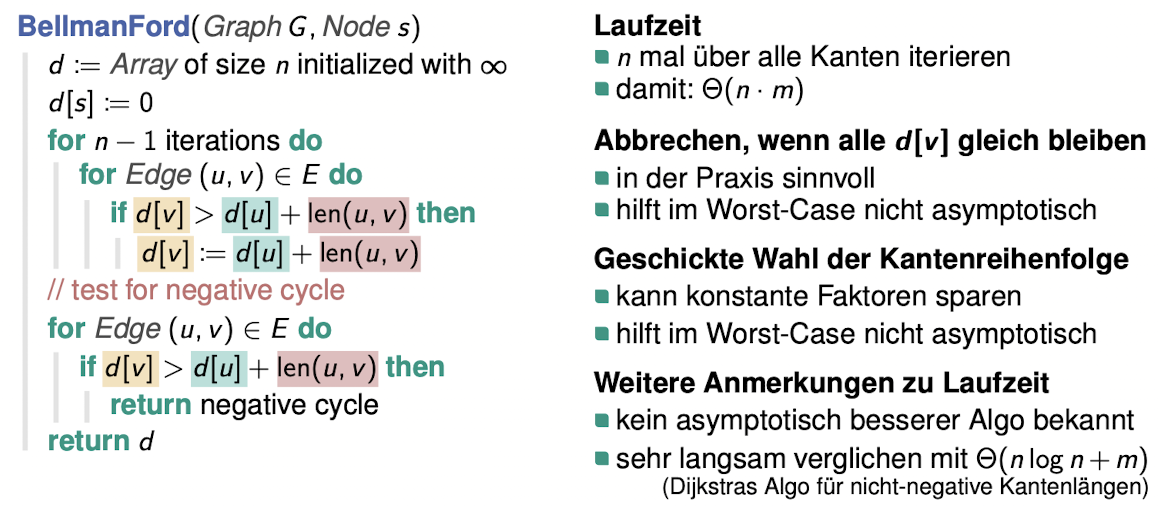 BellmanFord(Graph G, Node s)
d := Array of size n initialized with ∞
d[s] := 0
for n − 1 iterations do
for Edge (u, v) ∈ E do
if d[v] > d[u] + len(u, v) then
d[v] := d[u] + len(u, v)
// test for negative cycle
for Edge (u, v) ∈ E do
if d[v] > d[u] + len(u, v) then
return negative cycle
return d
Laufzeit
n mal über alle Kanten iterieren
damit: Θ(n · m)
Abbrechen, wenn alle d[v] gleich bleiben
in der Praxis sinnvoll
hilft im Worst-Case nicht asymptotisch
Geschickte Wahl der Kantenreihenfolge
kann konstante Faktoren sparen
hilft im Worst-Case nicht asymptotisch
Weitere Anmerkungen zu Laufzeit
kein asymptotisch besserer Algo bekannt
sehr langsam verglichen mit Θ(n log n + m)
(Dijkstras Algo für nicht-negative Kantenlängen)